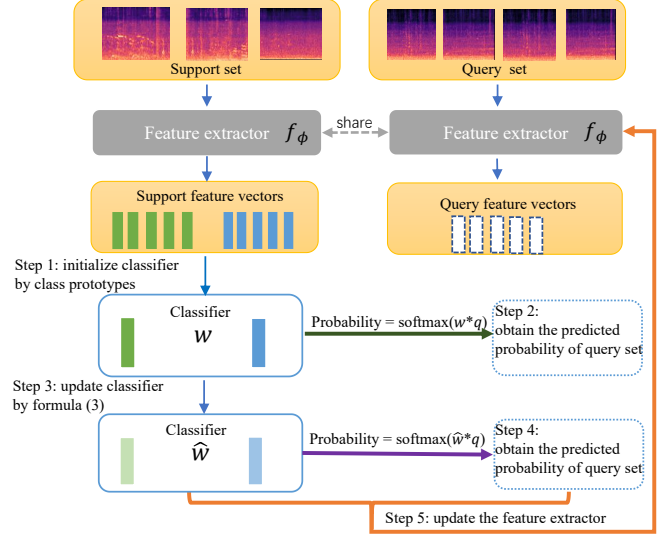 Support set
Query set
Feature extractor f_ϕ
share
Feature extractor f_ϕ
Support feature vectors
Query feature vectors
Step 1: initialize classifier
by class prototypes
Classifier
w
Probability = softmax(w*q)
Step 2:
obtain the predicted
probability of query set
Step 3: update classifier
by formula (3)
Classifier
ŵ
Probability = softmax(ŵ*q)
Step 4:
obtain the predicted
probability of query set
Step 5: update the feature extractor